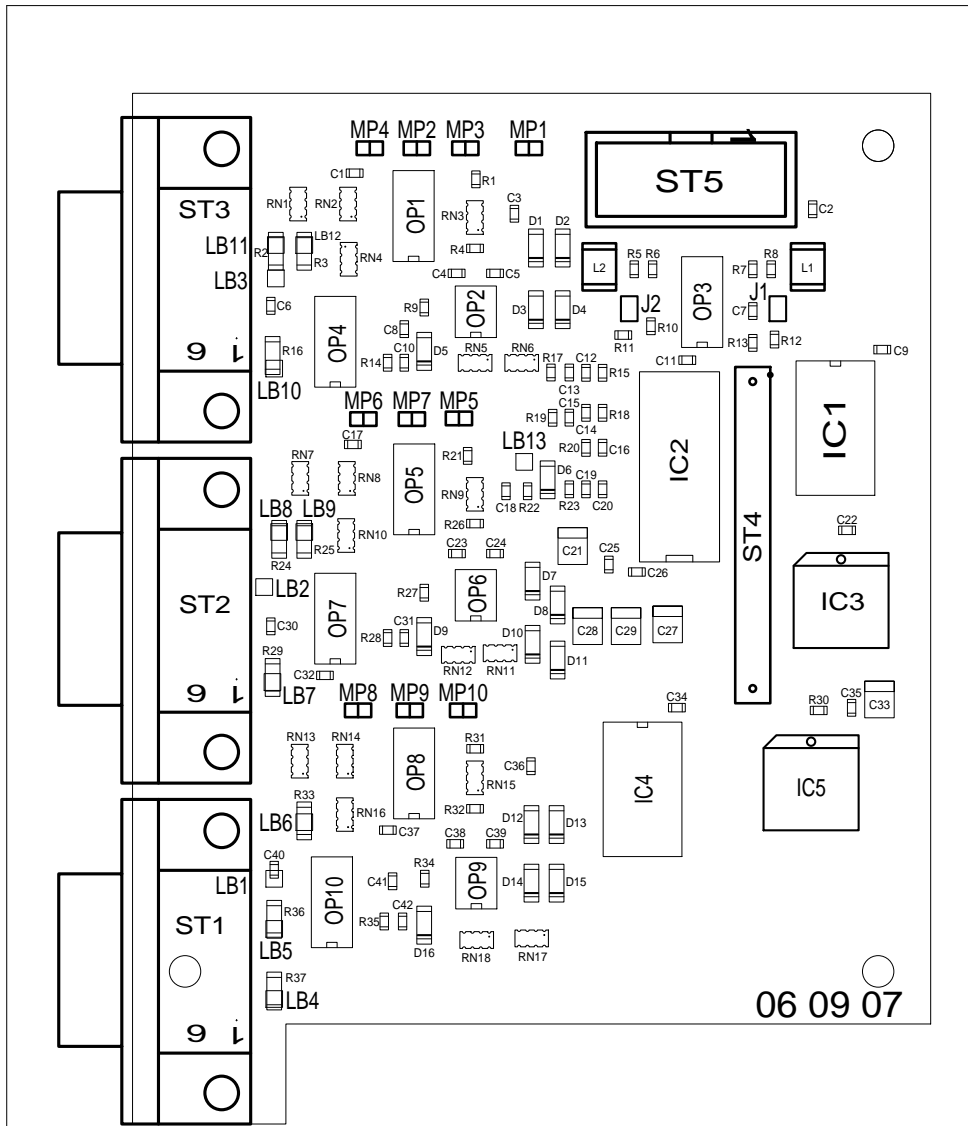 MP4 MP2 MP3 MP1
1
ST5
C1 R1
ST3 RN1 RN2 OP1 RN3 C3 D1 D2 C2
LB11 R2 LB12 R3 RN4 R4
LB3 C4 C5 L2 R5 R6 OP3 R7 R8 L1
C6 R9 OP2 D3 D4 J2 R10 C7 J1
OP4 C8 R11 R13 R12
9 1 R16 R14 C10 D5 RN5 RN6 R17 C12 R15 C11 C9
LB10 C13
MP6 MP7 MP5 C15 R19 R18 IC1
C17 C14
RN7 RN8 OP5 R21 LB13 R20 C16 IC2
RN9 D6 C19
LB8 LB9 RN10 R26 C18 R22 R23 C20 ST4
R24 R25 C23 C24 C21 C25 C26 C22
ST2 LB2 OP7 R27 OP6 D7 D8 IC3
C30 R28 C31 D9 D10 C28 C29 C27
9 1 R29 RN12 RN11 D11
LB7 C32
MP8 MP9 MP10 C34 R30 C35 C33
RN13 RN14 OP8 R31
RN15 C36 IC4 IC5
R33 RN16 R32 D12 D13
LB6 C37 C38 C39
C40 R34 OP9
LB1 C41 D14 D15
ST1 R36 OP10 R35 C42
LB5 D16 RN18 RN17
R37
9 1 LB4 06 09 07